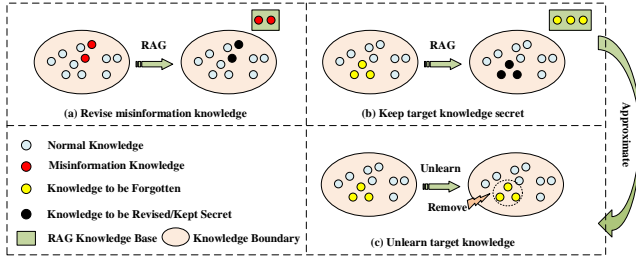 RAG
(a) Revise misinformation knowledge
RAG
(b) Keep target knowledge secret
Approximate
Normal Knowledge
Misinformation Knowledge
Knowledge to be Forgotten
Knowledge to be Revised/Kept Secret
RAG Knowledge Base
Knowledge Boundary
Unlearn
Remove
(c) Unlearn target knowledge